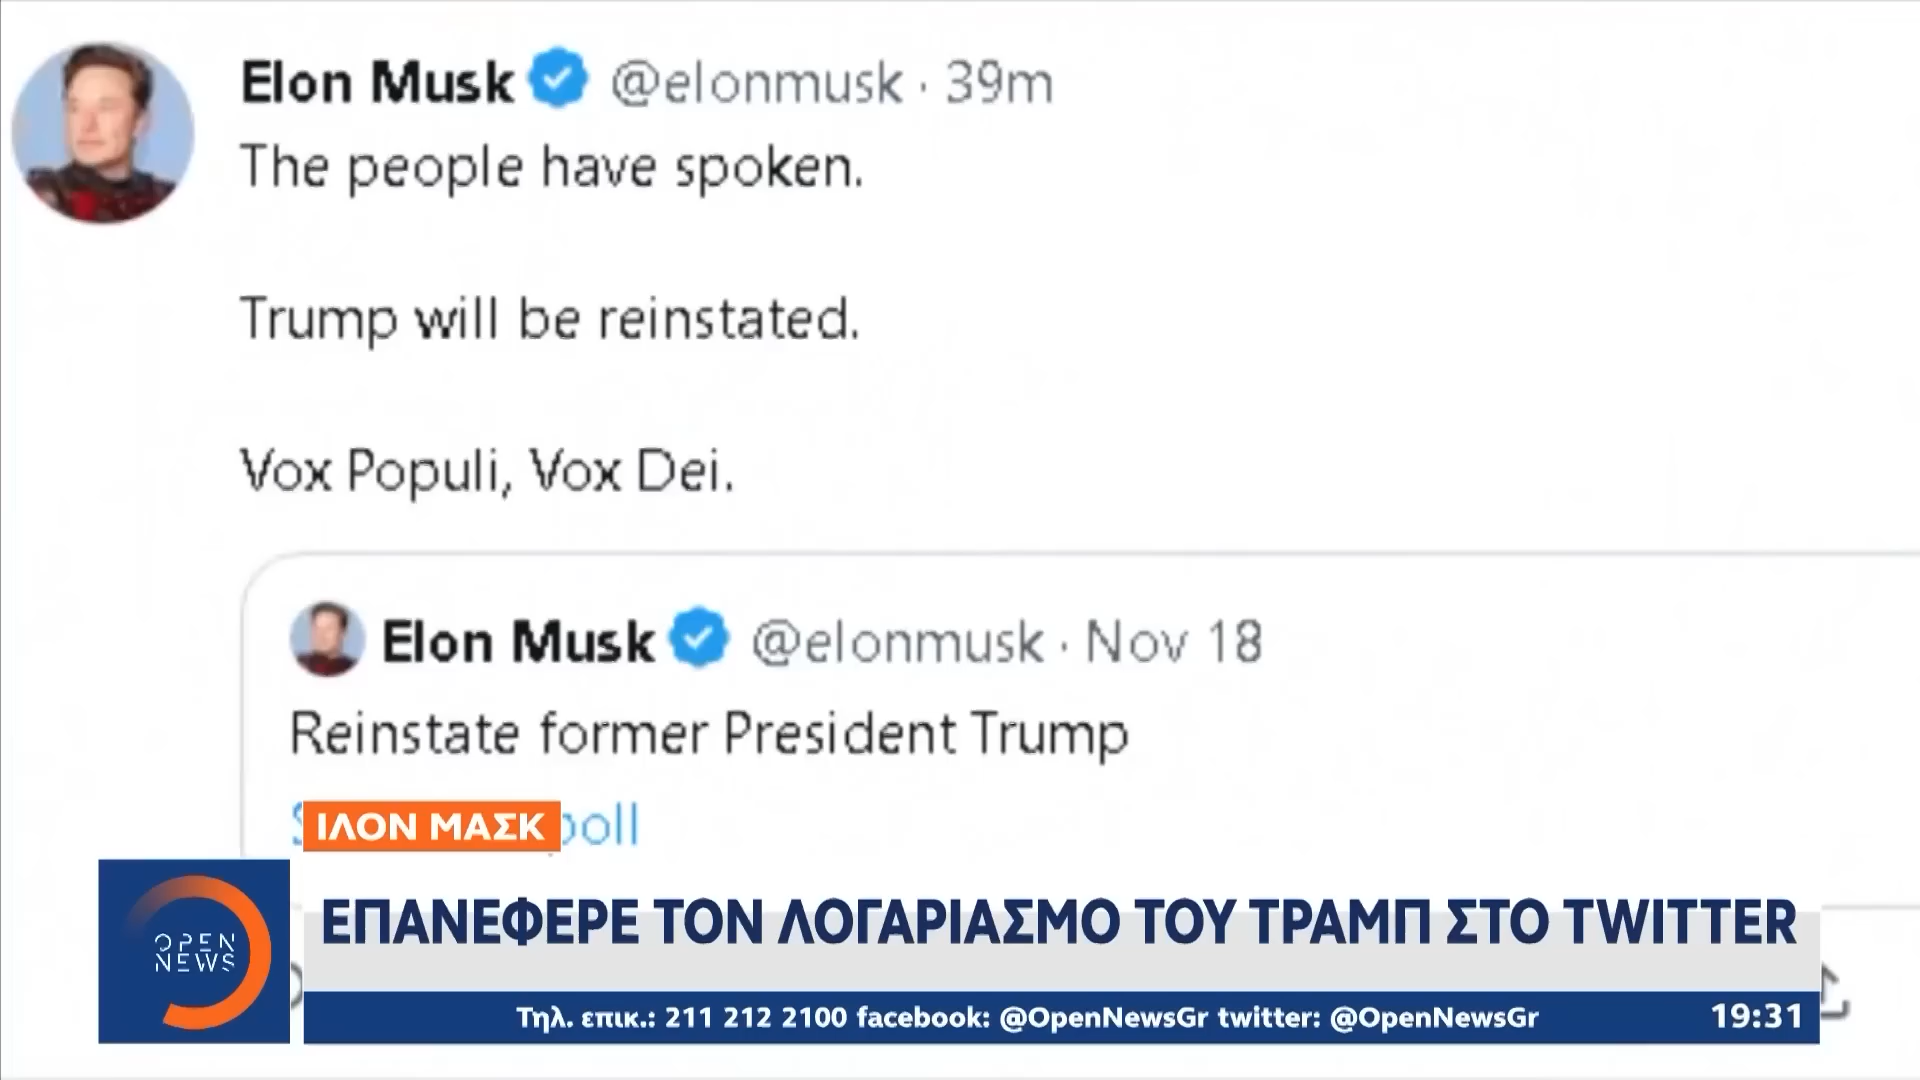 Elon Musk @elonmusk · 39m
The people have spoken.
Trump will be reinstated.
Vox Populi, Vox Dei.
Elon Musk @elonmusk · Nov 18
Reinstate former President Trump
poll
ΙΛΟΝ ΜΑΣΚ
ΕΠΑΝΕΦΕΡΕ ΤΟΝ ΛΟΓΑΡΙΑΣΜΟ ΤΟΥ ΤΡΑΜΠ ΣΤΟ TWITTER
OPEN
NEWS
Τηλ. επικ.: 211 212 2100 facebook: @OpenNewsGr twitter: @OpenNewsGr
19:31